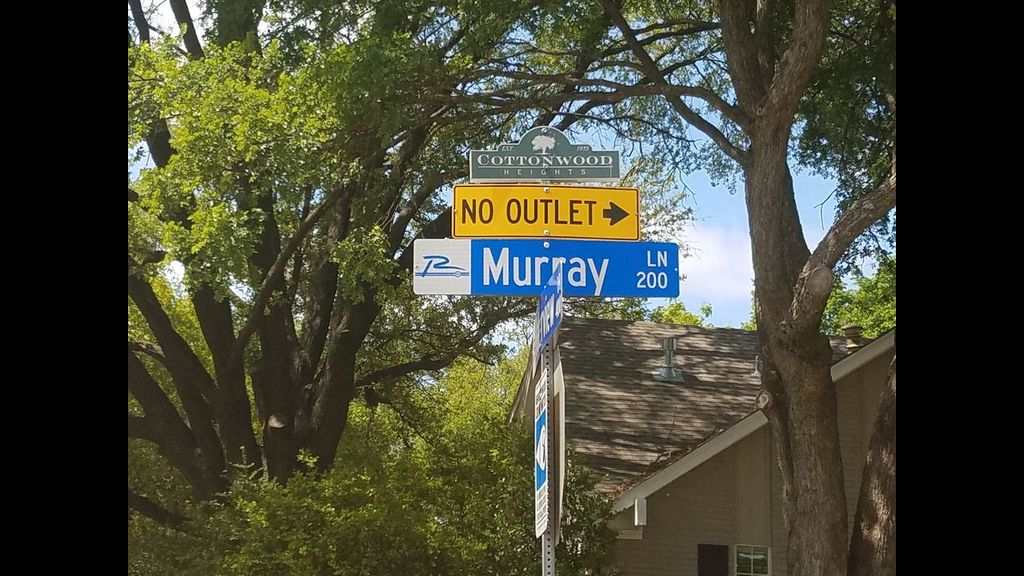 EST 1955
COTTONWOOD
HEIGHTS
NO OUTLET
Murray LN
200